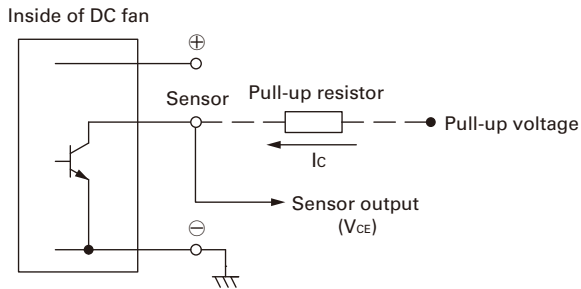 Inside of DC fan
⊕
Sensor
Pull-up resistor
Pull-up voltage
Ic
Sensor output
(VCE)
⊖